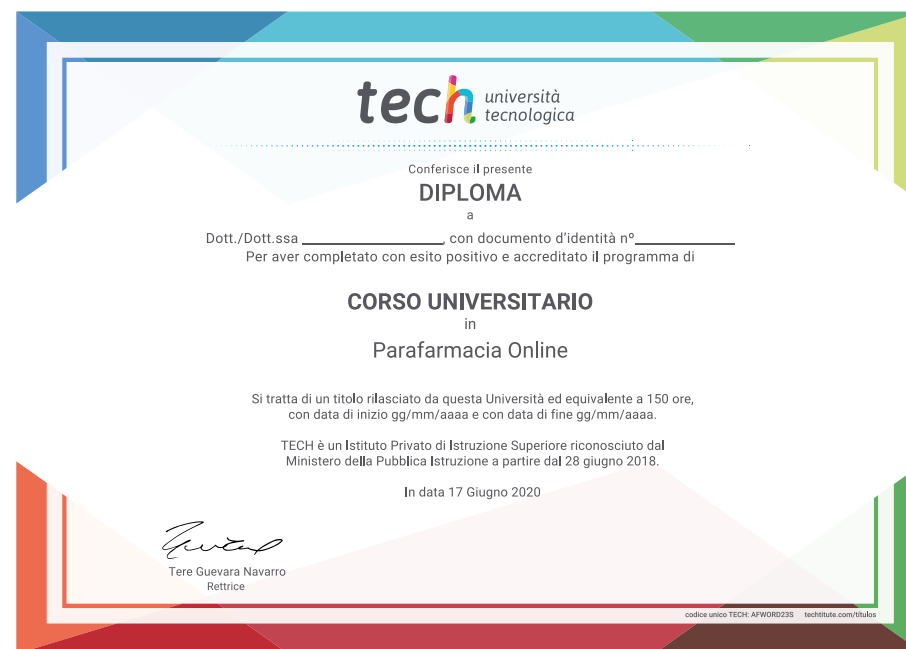 tech università
tecnologica
Conferisce il presente
DIPLOMA
a
Dott./Dott.ssa ________________, con documento d'identità nº____________
Per aver completato con esito positivo e accreditato il programma di
CORSO UNIVERSITARIO
in
Parafarmacia Online
Si tratta di un titolo rilasciato da questa Università ed equivalente a 150 ore,
con data di inizio gg/mm/aaaa e con data di fine gg/mm/aaaa.
TECH è un Istituto Privato di Istruzione Superiore riconosciuto dal
Ministero della Pubblica Istruzione a partire dal 28 giugno 2018.
In data 17 Giugno 2020
Tere Guevara Navarro
Rettrice
codice unico TECH: AFWORD23S techtitute.com/titulos